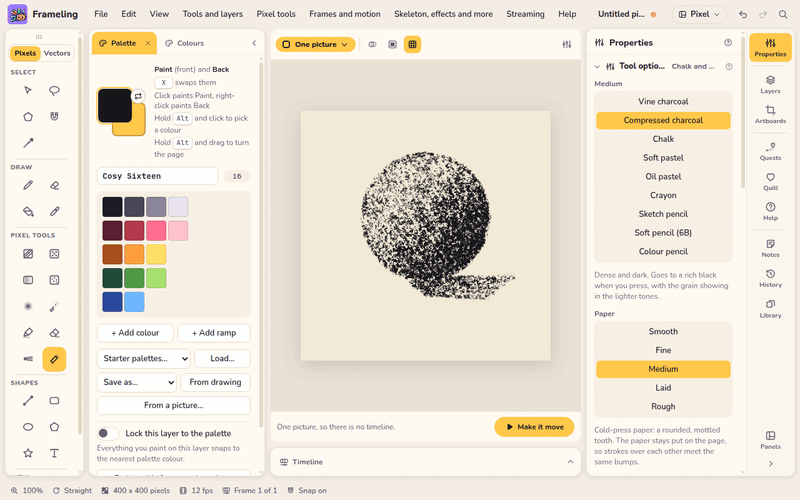 Frameling
File
Edit
View
Tools and layers
Pixel tools
Frames and motion
Skeleton, effects and more
Streaming
Help
Untitled pi...
Pixel
Pixels
Vectors
SELECT
DRAW
PIXEL TOOLS
SHAPES
Palette
Colours
Paint (front) and Back
X swaps them
Click paints Paint, right-
click paints Back
Hold Alt and click to pick
a colour
Hold Alt and drag to turn
the page
Cosy Sixteen
16
+ Add colour
+ Add ramp
Starter palettes...
Load...
Save as...
From drawing
From a picture...
Lock this layer to the palette
Everything you paint on this layer snaps to
the nearest palette colour.
One picture
One picture, so there is no timeline.
Make it move
Timeline
Properties
Tool optio...
Chalk and ...
Medium
Vine charcoal
Compressed charcoal
Chalk
Soft pastel
Oil pastel
Crayon
Sketch pencil
Soft pencil (6B)
Colour pencil
Dense and dark. Goes to a rich black
when you press, with the grain showing
in the lighter tones.
Paper
Smooth
Fine
Medium
Laid
Rough
Cold-press paper: a rounded, mottled
tooth. The paper stays put on the page,
so strokes over each other meet the
same bumps.
Properties
Layers
Artboards
Quests
Quill
Help
Notes
History
Library
Panels
100%
Straight
400 x 400 pixels
12 fps
Frame 1 of 1
Snap on